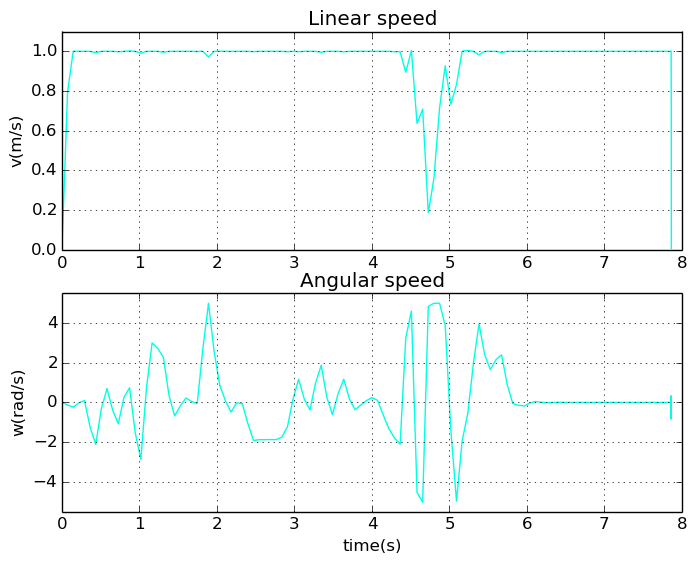 Linear speed
1.0
0.8
0.6
0.4
0.2
0.0
v(m/s)
0 1 2 3 4 5 6 7 8
Angular speed
4
2
0
−2
−4
w(rad/s)
0 1 2 3 4 5 6 7 8
time(s)